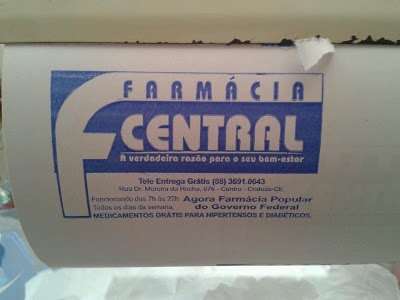 FARMÁCIA
CENTRAL
A verdadeira razão para o seu bem-estar
Tele Entrega Grátis (88) 3691.0643
Rua Dr. Moreira da Rocha, 676 - Centro - Crateús-CE
Funcionando das 7h às 22h Agora Farmácia Popular
Todos os dias da semana. do Governo Federal
MEDICAMENTOS GRÁTIS PARA HIPERTENSOS E DIABÉTICOS.